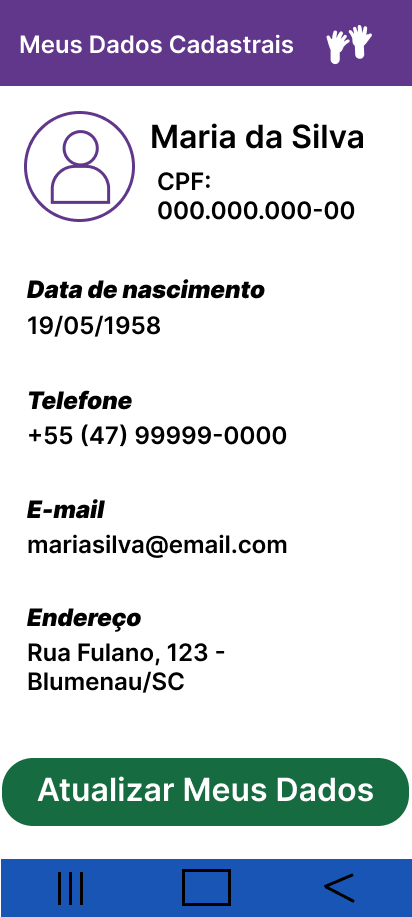 Meus Dados Cadastrais
Maria da Silva
CPF:
000.000.000-00
Data de nascimento
19/05/1958
Telefone
+55 (47) 99999-0000
E-mail
mariasilva@email.com
Endereço
Rua Fulano, 123 -
Blumenau/SC
Atualizar Meus Dados